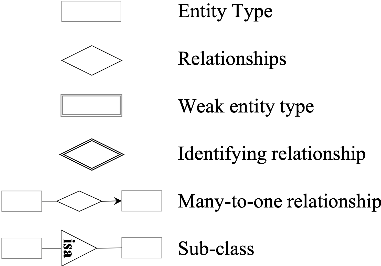 Entity Type
Relationships
Weak entity type
Identifying relationship
Many-to-one relationship
isa
Sub-class